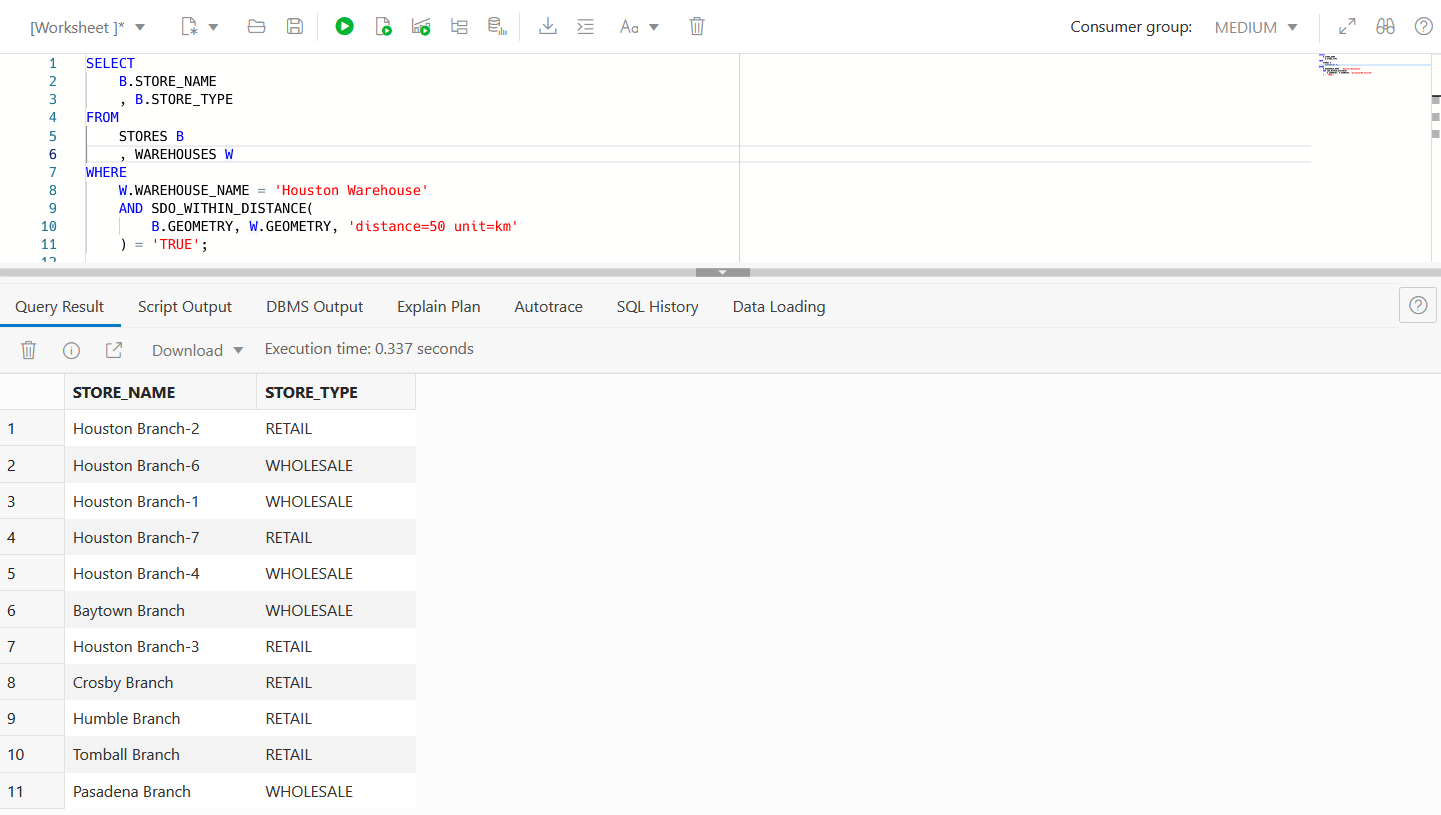 [Worksheet ]*
Aa
Consumer group: MEDIUM
1 SELECT
2 B.STORE_NAME
3 , B.STORE_TYPE
4 FROM
5 STORES B
6 , WAREHOUSES W
7 WHERE
8 W.WAREHOUSE_NAME = 'Houston Warehouse'
9 AND SDO_WITHIN_DISTANCE(
10 B.GEOMETRY, W.GEOMETRY, 'distance=50 unit=km'
11 ) = 'TRUE';
12
Query Result Script Output DBMS Output Explain Plan Autotrace SQL History Data Loading
Download Execution time: 0.337 seconds
STORE_NAME STORE_TYPE
1 Houston Branch-2 RETAIL
2 Houston Branch-6 WHOLESALE
3 Houston Branch-1 WHOLESALE
4 Houston Branch-7 RETAIL
5 Houston Branch-4 WHOLESALE
6 Baytown Branch WHOLESALE
7 Houston Branch-3 RETAIL
8 Crosby Branch RETAIL
9 Humble Branch RETAIL
10 Tomball Branch RETAIL
11 Pasadena Branch WHOLESALE